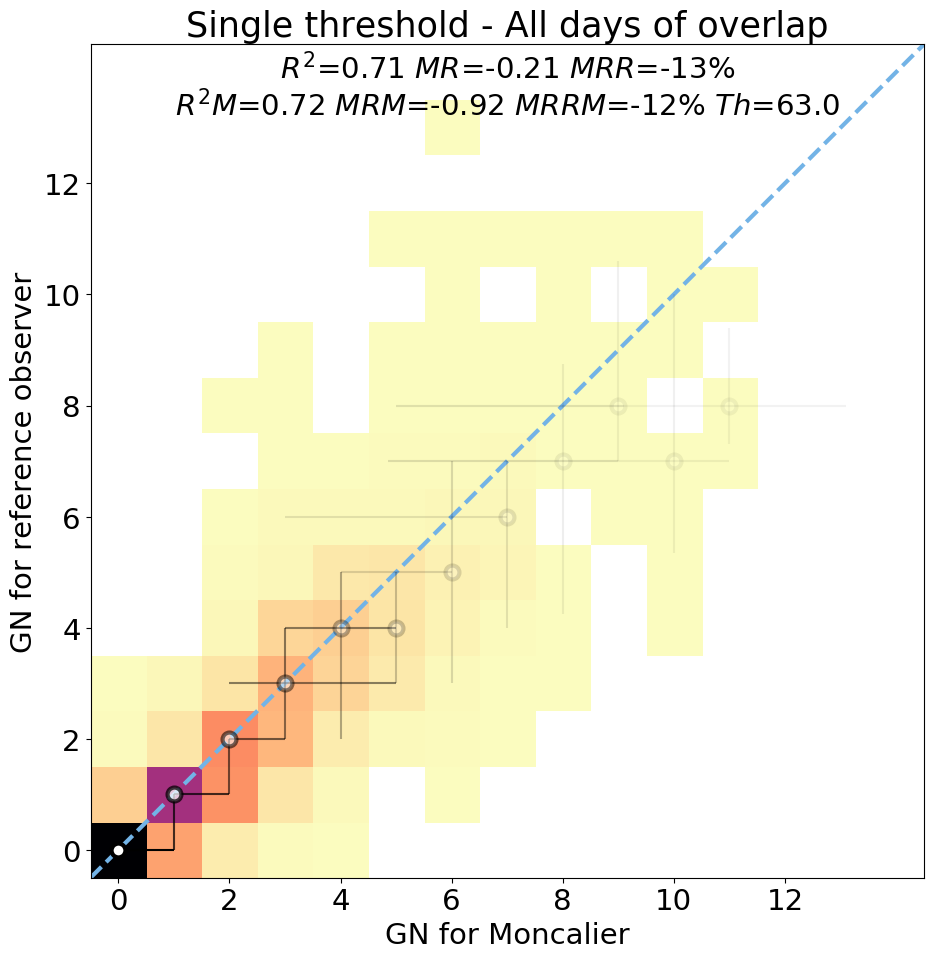 Single threshold - All days of overlap
R²=0.71 MR=-0.21 MRR=-13%
R²M=0.72 MRM=-0.92 MRRM=-12% Th=63.0
12
10
8
6
4
2
0
GN for reference observer
0 2 4 6 8 10 12
GN for Moncalier